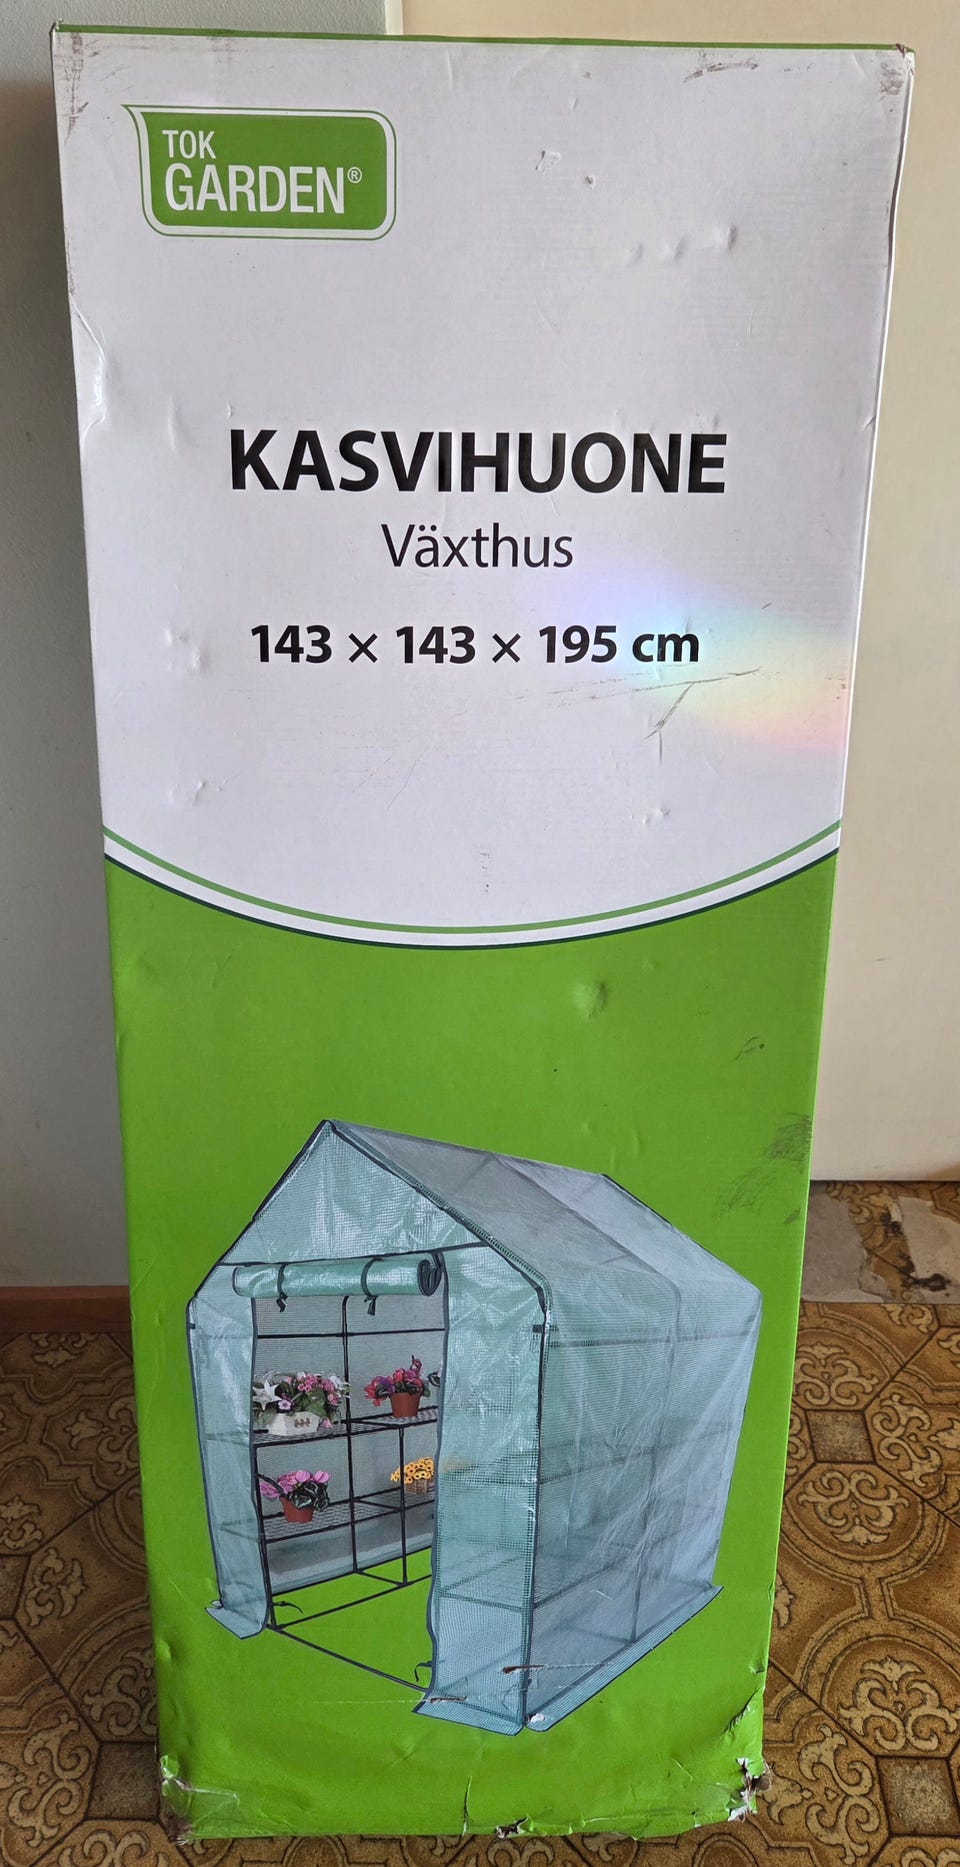 TOK
GARDEN®
KASVIHUONE
Växthus
143 × 143 × 195 cm